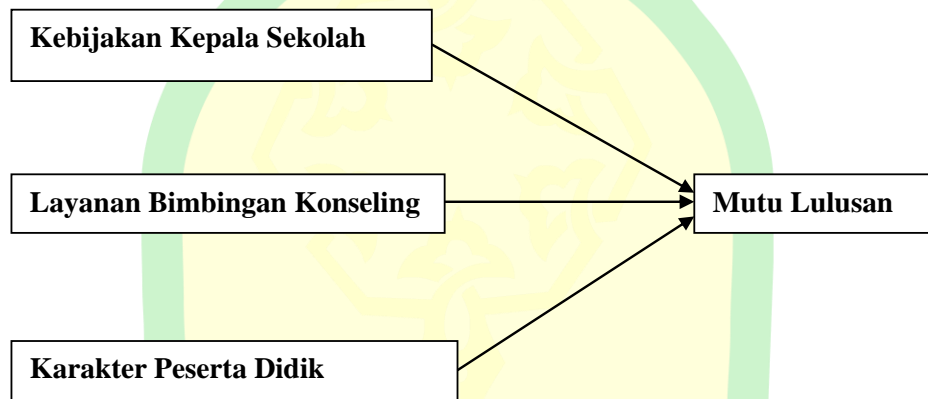 Kebijakan Kepala Sekolah
Layanan Bimbingan Konseling
Mutu Lulusan
Karakter Peserta Didik